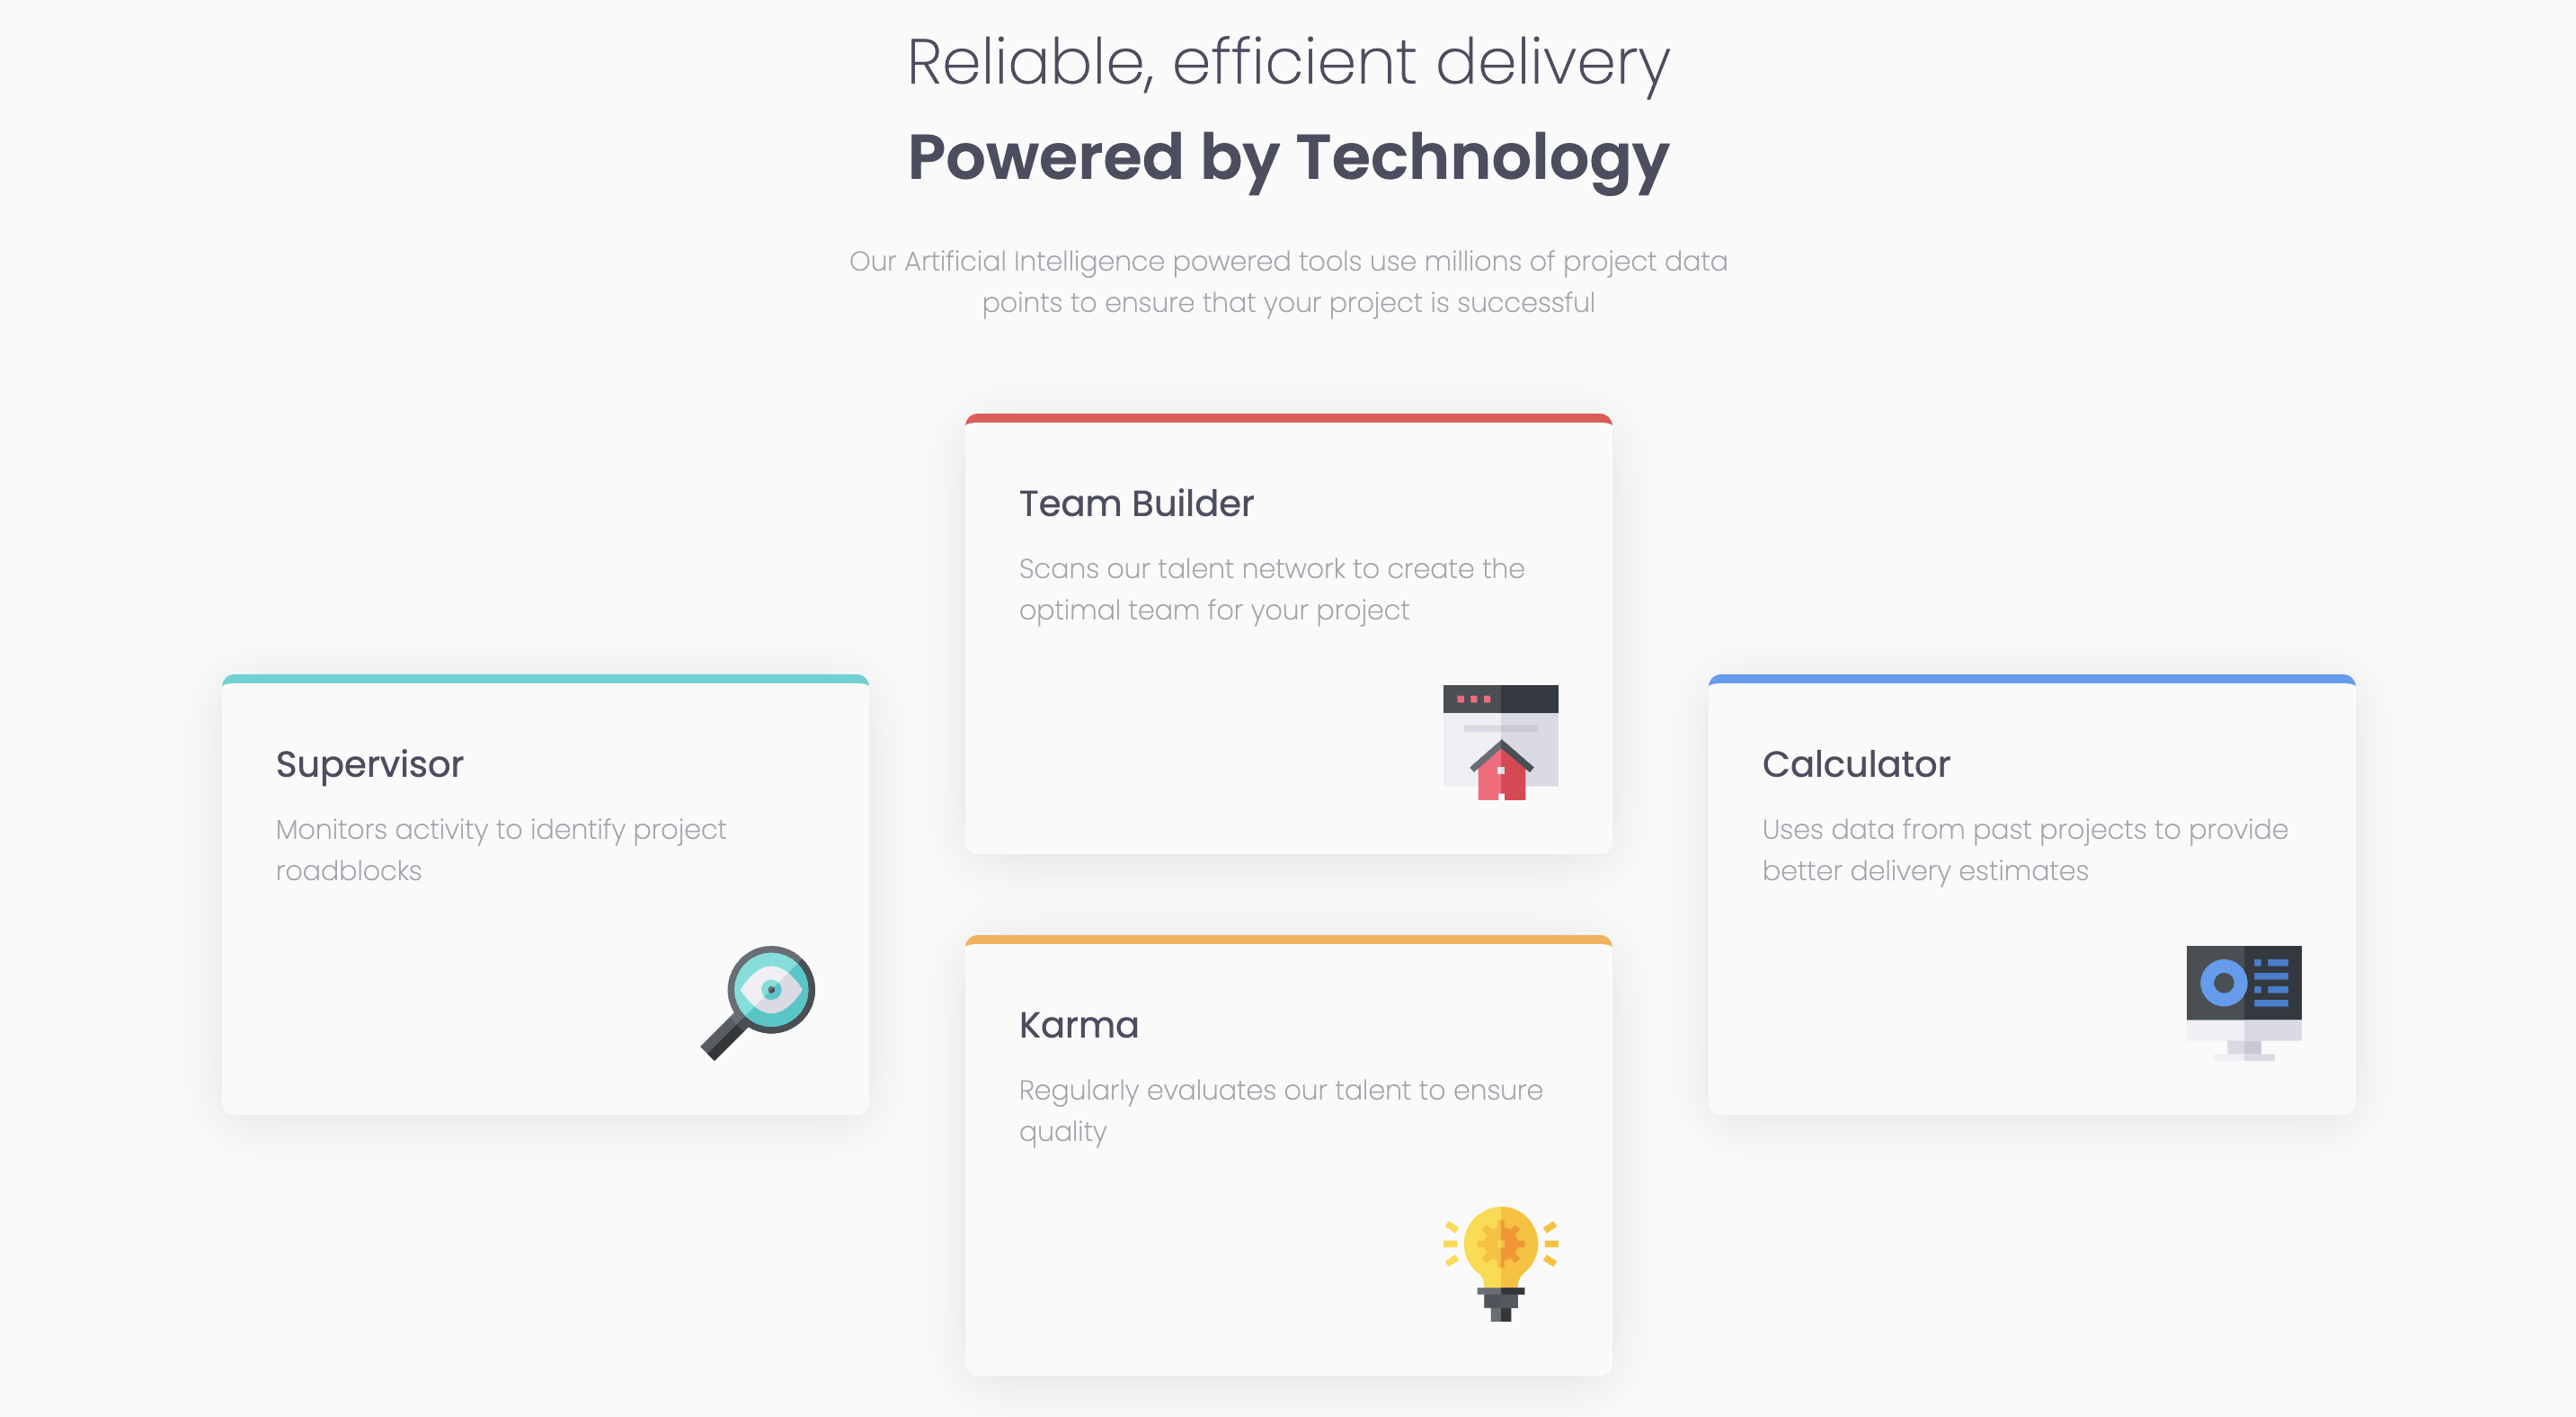 Reliable, efficient delivery
Powered by Technology
Our Artificial Intelligence powered tools use millions of project data
points to ensure that your project is successful
Team Builder
Scans our talent network to create the
optimal team for your project
Supervisor
Monitors activity to identify project
roadblocks
Calculator
Uses data from past projects to provide
better delivery estimates
Karma
Regularly evaluates our talent to ensure
quality